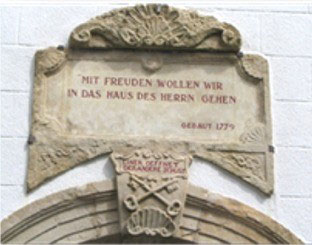 MIT FREUDEN WOLLEN WIR
IN DAS HAUS DES HERRN GEHEN
GEBAUT 1779